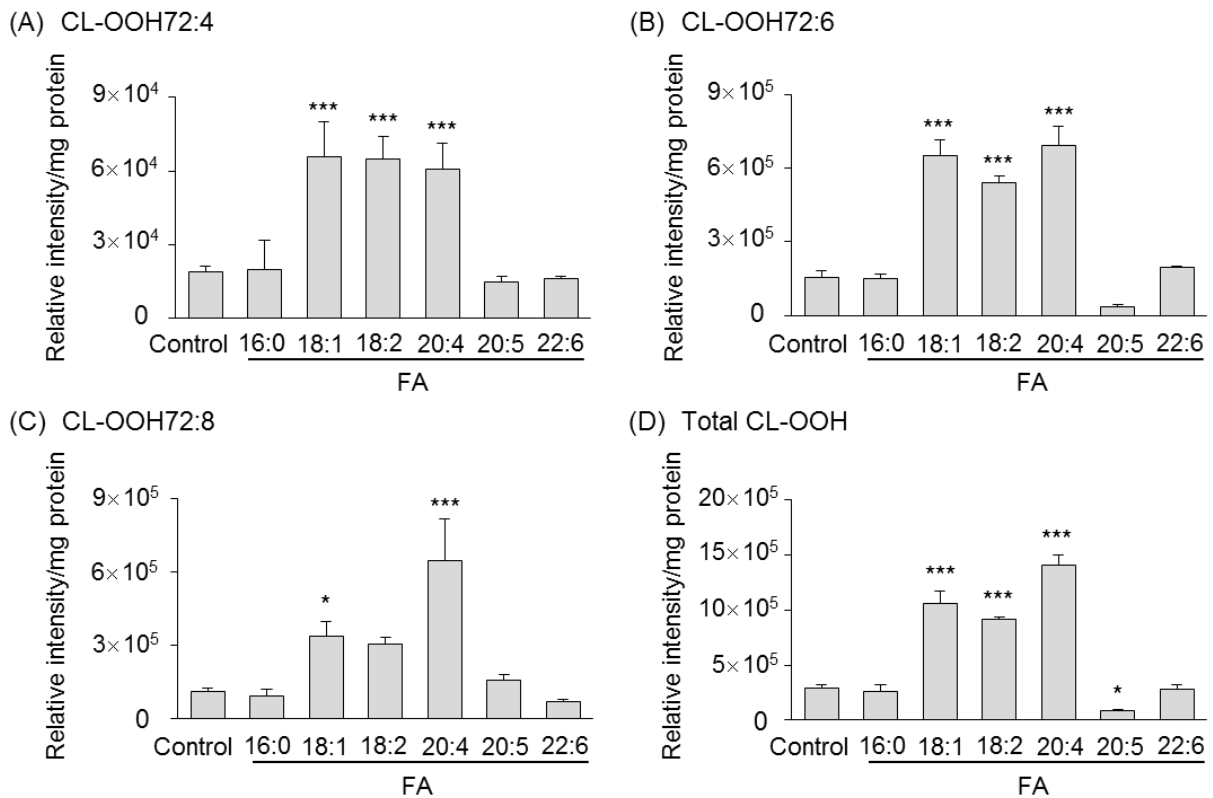 (A) CL-OOH72:4
Relative intensity/mg protein
9×10⁴
6×10⁴
3×10⁴
0
***
***
***
Control 16:0 18:1 18:2 20:4 20:5 22:6
FA
(B) CL-OOH72:6
Relative intensity/mg protein
9×10⁵
6×10⁵
3×10⁵
0
***
***
***
Control 16:0 18:1 18:2 20:4 20:5 22:6
FA
(C) CL-OOH72:8
Relative intensity/mg protein
9×10⁵
6×10⁵
3×10⁵
0
*
***
Control 16:0 18:1 18:2 20:4 20:5 22:6
FA
(D) Total CL-OOH
Relative intensity/mg protein
20×10⁵
15×10⁵
10×10⁵
5×10⁵
0
***
***
***
*
Control 16:0 18:1 18:2 20:4 20:5 22:6
FA